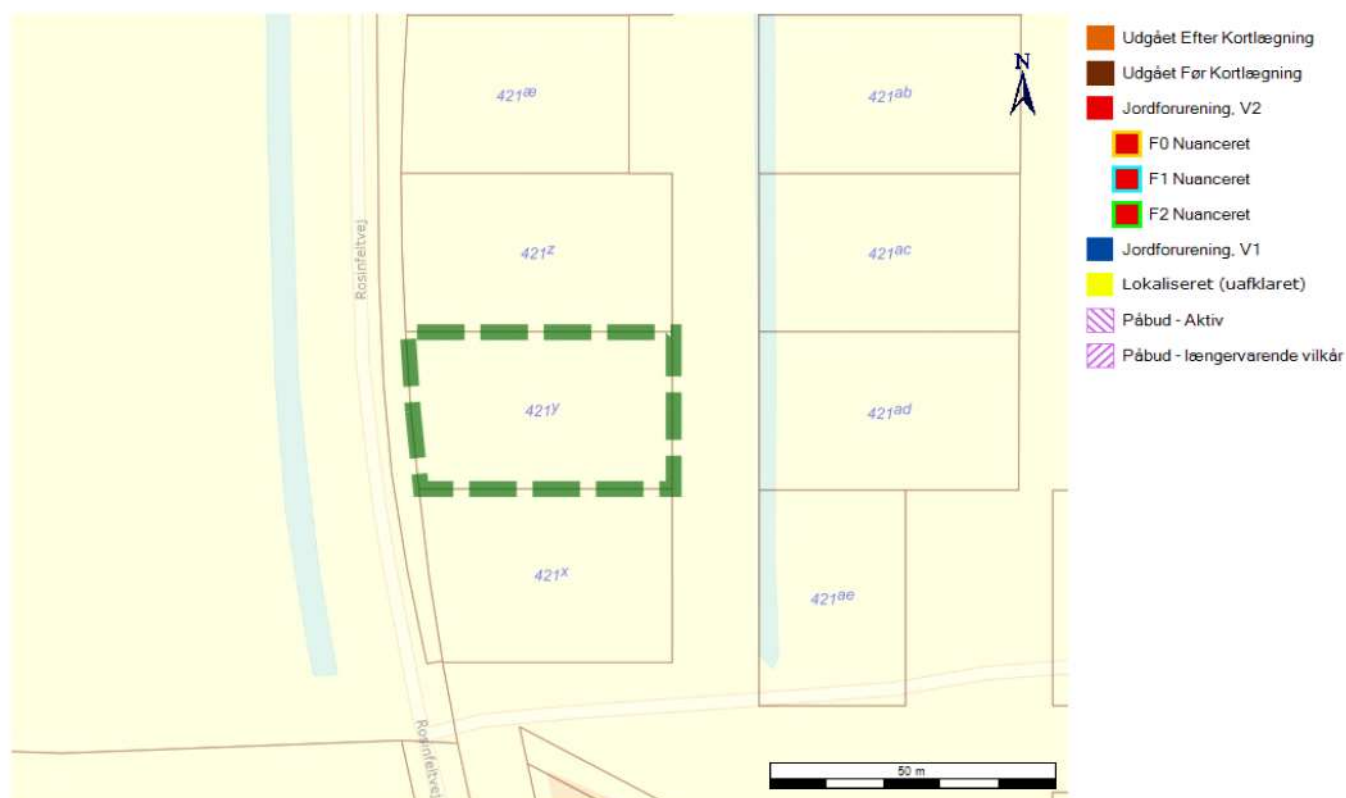 421æ
421ab
N
421z
421ac
Rosinfeltvej
421y
421ad
421x
421ae
Rosinfeltvej
50 m
Udgået Efter Kortlægning
Udgået Før Kortlægning
Jordforurening, V2
F0 Nuanceret
F1 Nuanceret
F2 Nuanceret
Jordforurening, V1
Lokaliseret (uafklaret)
Påbud - Aktiv
Påbud - længervarende vilkår